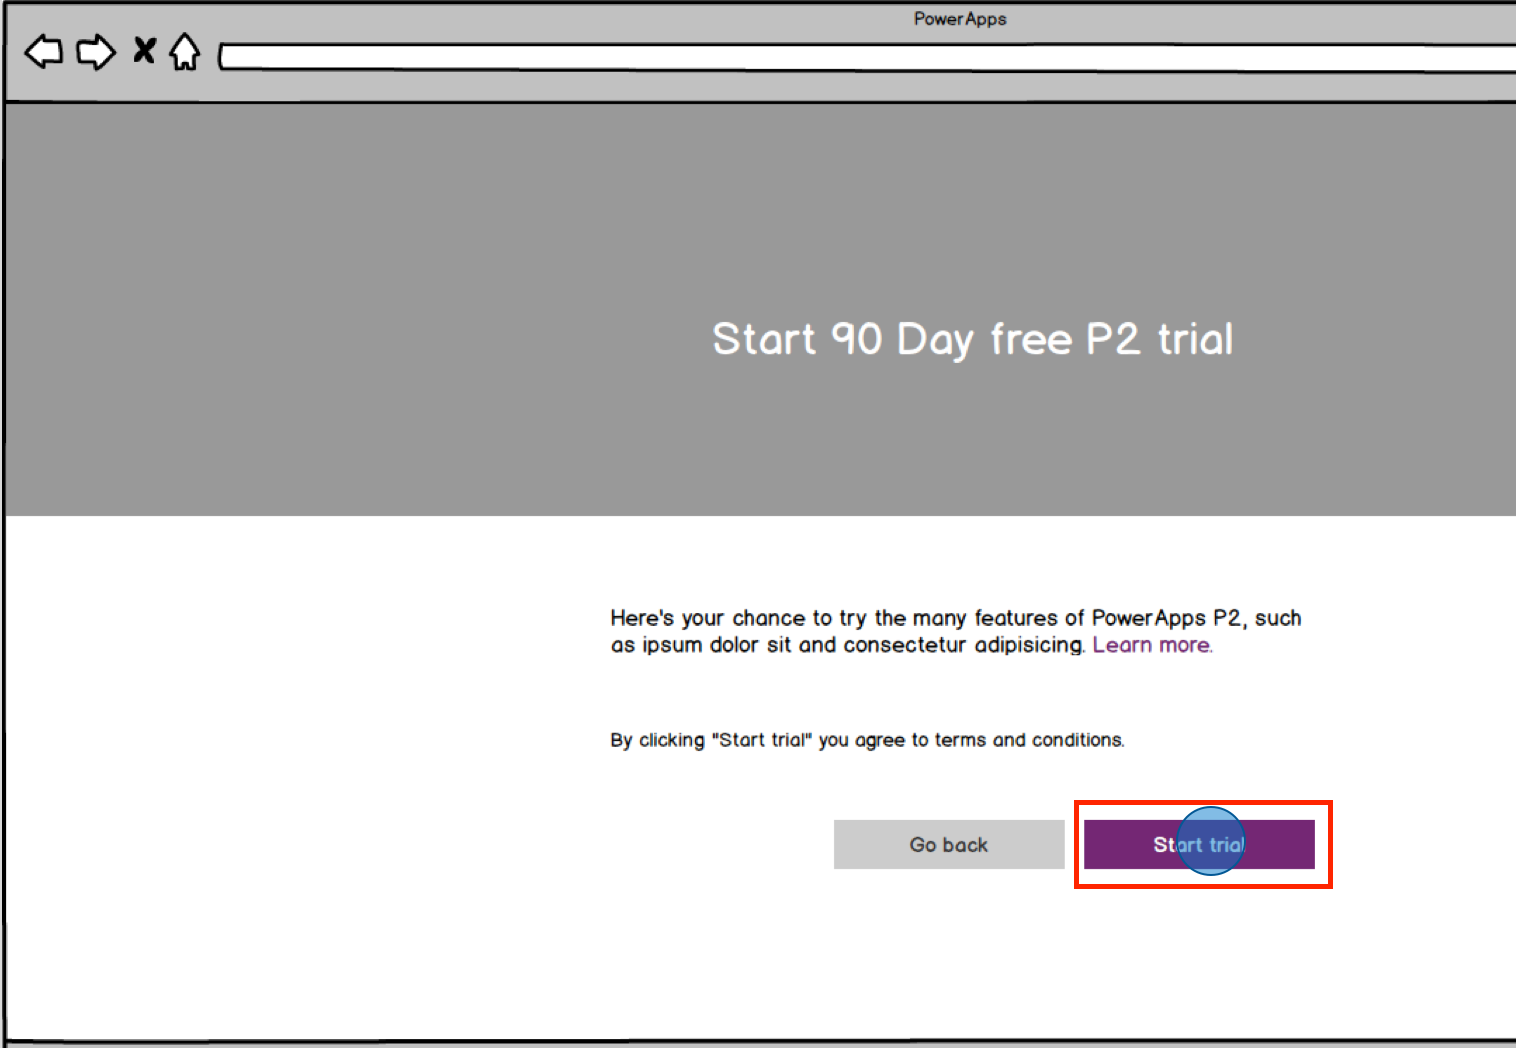 PowerApps
Start 90 Day free P2 trial
Here's your chance to try the many features of PowerApps P2, such
as ipsum dolor sit and consectetur adipisicing. Learn more.
By clicking "Start trial" you agree to terms and conditions.
Go back
Start trial